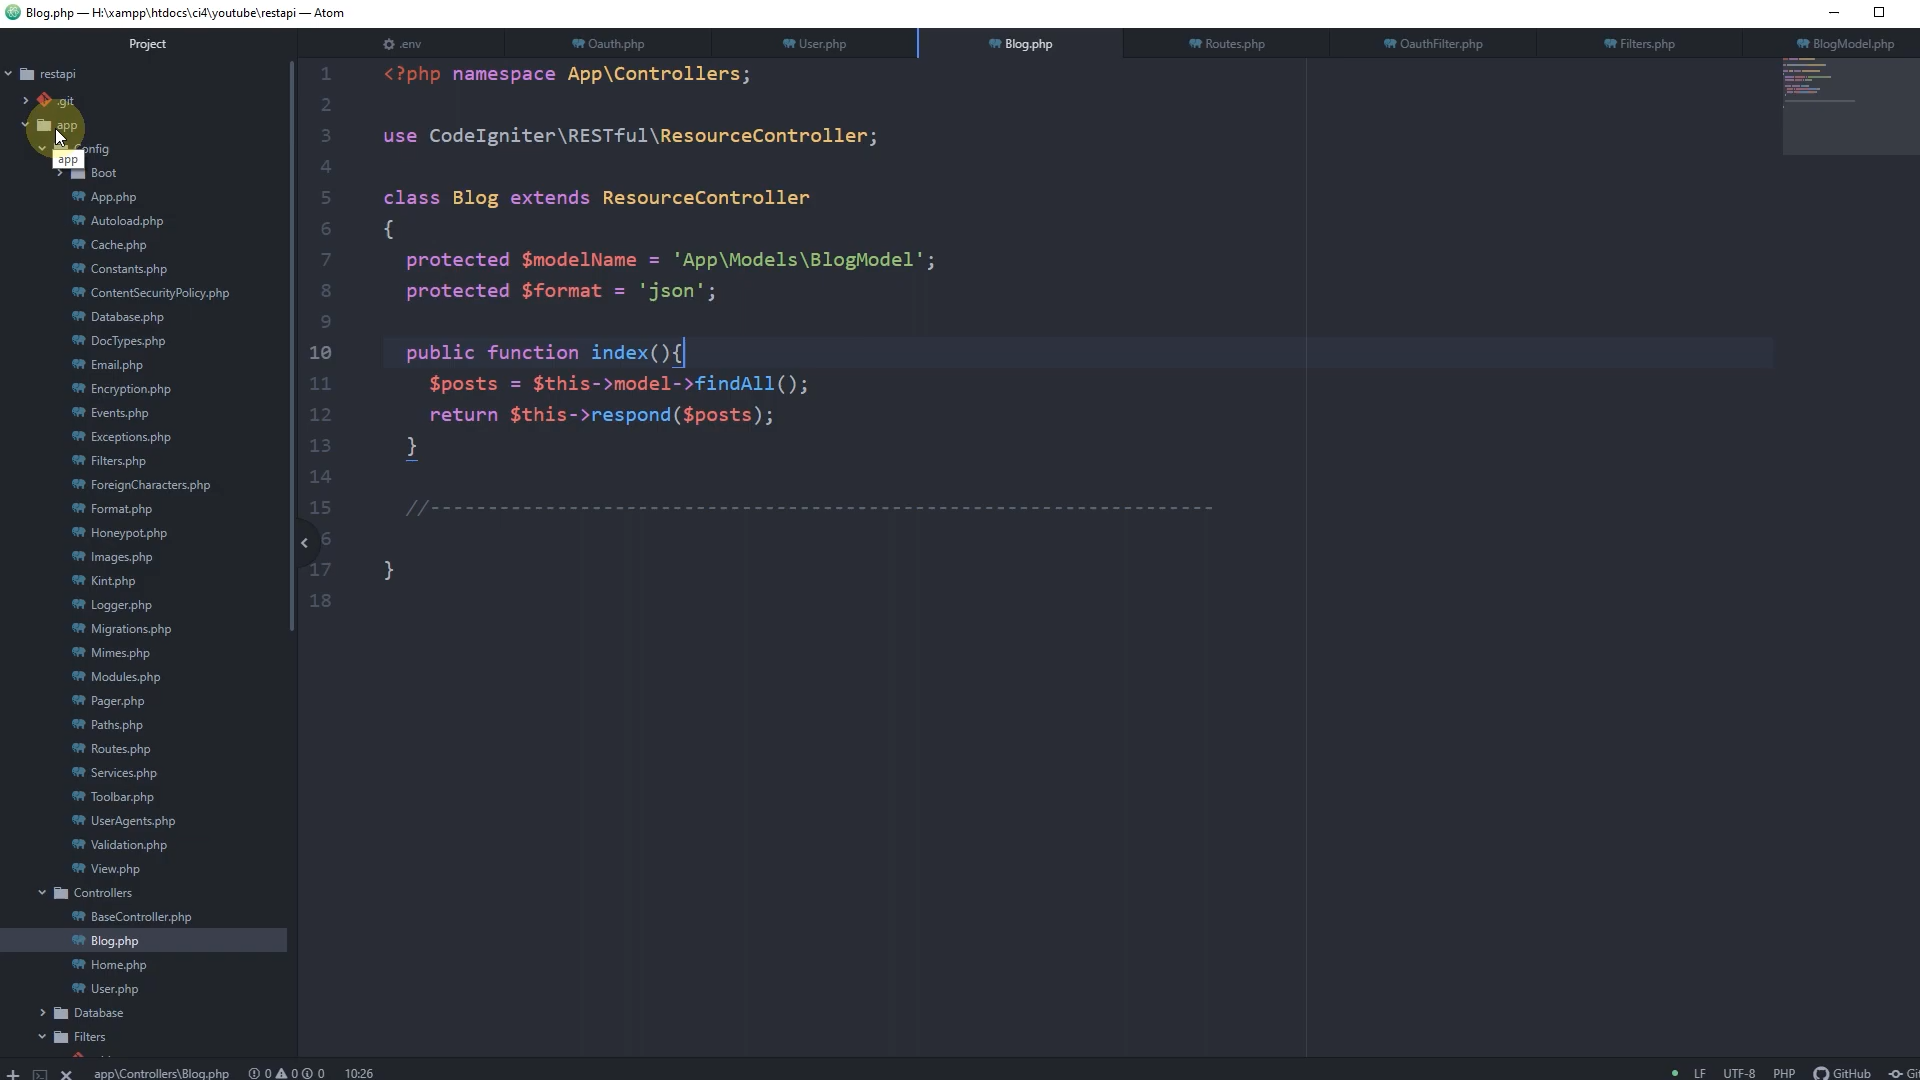 Blog.php — H:\xampp\htdocs\ci4\youtube\restapi — Atom
Project
.env
Oauth.php
User.php
Blog.php
Routes.php
OauthFilter.php
Filters.php
BlogModel.php
restapi
.git
app
onfig
app
Boot
App.php
Autoload.php
Cache.php
Constants.php
ContentSecurityPolicy.php
Database.php
DocTypes.php
Email.php
Encryption.php
Events.php
Exceptions.php
Filters.php
ForeignCharacters.php
Format.php
Honeypot.php
Images.php
Kint.php
Logger.php
Migrations.php
Mimes.php
Modules.php
Pager.php
Paths.php
Routes.php
Services.php
Toolbar.php
UserAgents.php
Validation.php
View.php
Controllers
BaseController.php
Blog.php
Home.php
User.php
Database
Filters
1 <?php namespace App\Controllers;
2
3 use CodeIgniter\RESTful\ResourceController;
4
5 class Blog extends ResourceController
6 {
7 protected $modelName = 'App\Models\BlogModel';
8 protected $format = 'json';
9
10 public function index(){
11 $posts = $this->model->findAll();
12 return $this->respond($posts);
13 }
14
15 //--------------------------------------------------------------------
6
17 }
18
app\Controllers\Blog.php 0 0 0 10:26
LF UTF-8 PHP GitHub Git